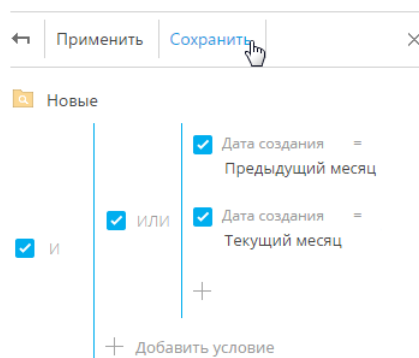 Применить Сохранить
Новые
Дата создания =
Предыдущий месяц
ИЛИ
Дата создания =
Текущий месяц
И
Добавить условие